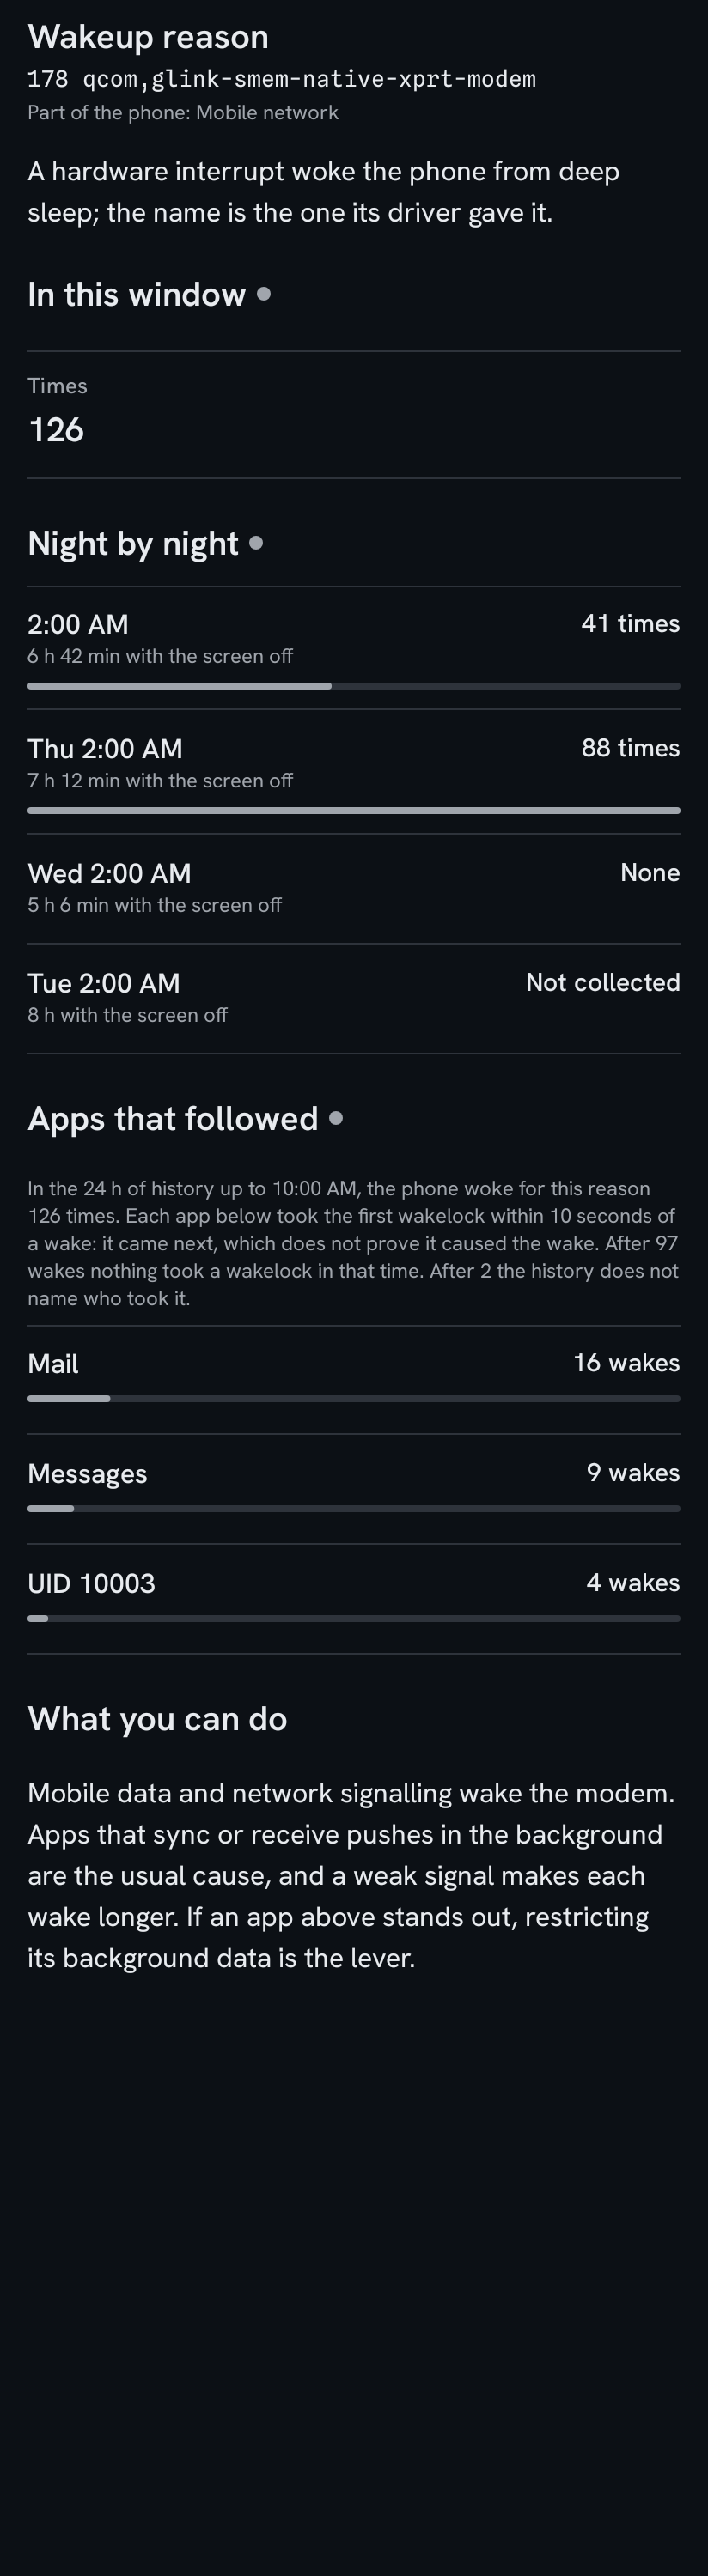 Wakeup reason
178 qcom,glink-smem-native-xprt-modem
Part of the phone: Mobile network
A hardware interrupt woke the phone from deep
sleep; the name is the one its driver gave it.
In this window
Times
126
Night by night
2:00 AM
41 times
6 h 42 min with the screen off
Thu 2:00 AM
88 times
7 h 12 min with the screen off
Wed 2:00 AM
None
5 h 6 min with the screen off
Tue 2:00 AM
Not collected
8 h with the screen off
Apps that followed
In the 24 h of history up to 10:00 AM, the phone woke for this reason
126 times. Each app below took the first wakelock within 10 seconds of
a wake: it came next, which does not prove it caused the wake. After 97
wakes nothing took a wakelock in that time. After 2 the history does not
name who took it.
Mail
16 wakes
Messages
9 wakes
UID 10003
4 wakes
What you can do
Mobile data and network signalling wake the modem.
Apps that sync or receive pushes in the background
are the usual cause, and a weak signal makes each
wake longer. If an app above stands out, restricting
its background data is the lever.